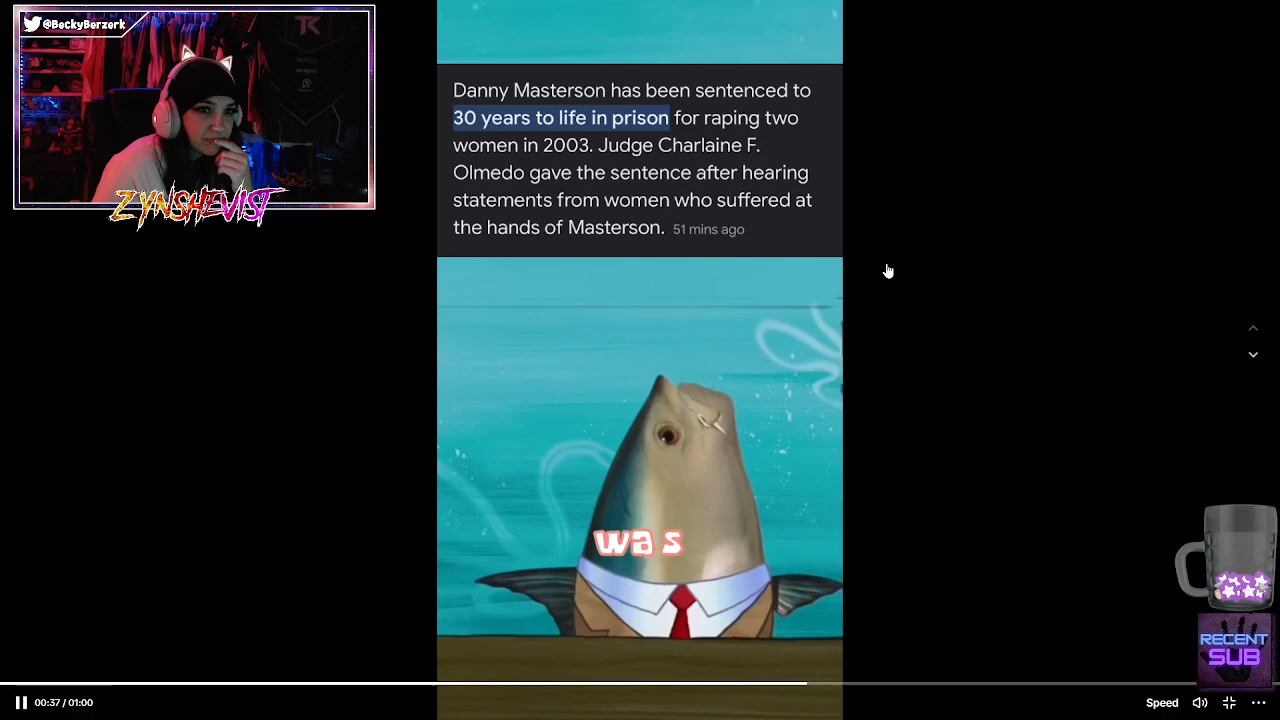 @BeckyBerzerk
TK
ZYNSHEVIST
Danny Masterson has been sentenced to
30 years to life in prison for raping two
women in 2003. Judge Charlaine F.
Olmedo gave the sentence after hearing
statements from women who suffered at
the hands of Masterson. 51 mins ago
was
RECENT
SUB
00:37 / 01:00
Speed